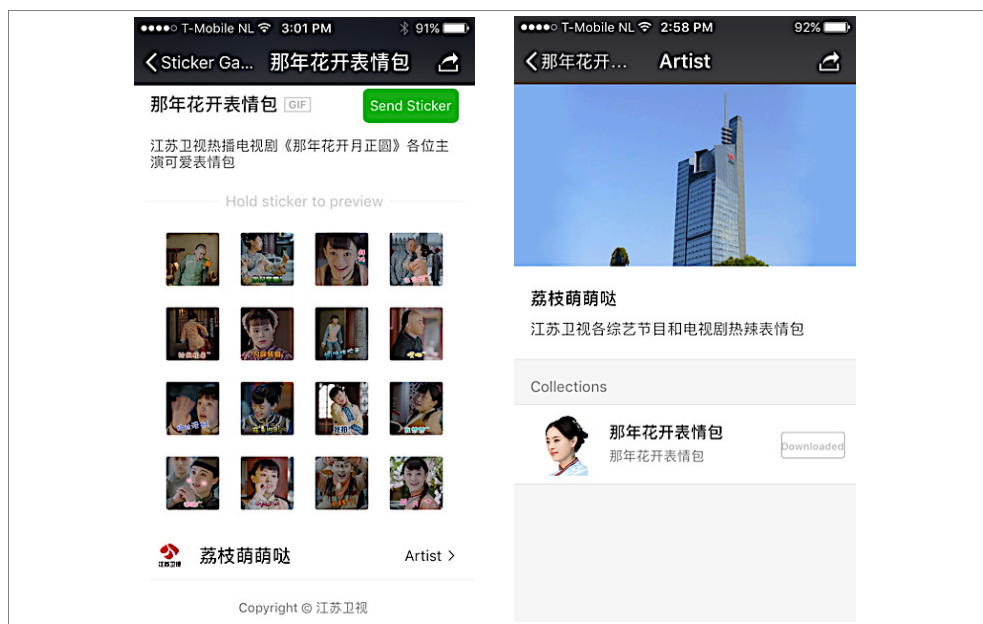 T-Mobile NL 3:01 PM 91%
Sticker Ga... 那年花开表情包
那年花开表情包 GIF Send Sticker
江苏卫视热播电视剧《那年花开月正圆》各位主
演可爱表情包
Hold sticker to preview
江苏卫视 荔枝萌萌哒 Artist
Copyright © 江苏卫视
T-Mobile NL 2:58 PM 92%
那年花开... Artist
荔枝萌萌哒
江苏卫视各综艺节目和电视剧热辣表情包
Collections
那年花开表情包
那年花开表情包
Downloaded